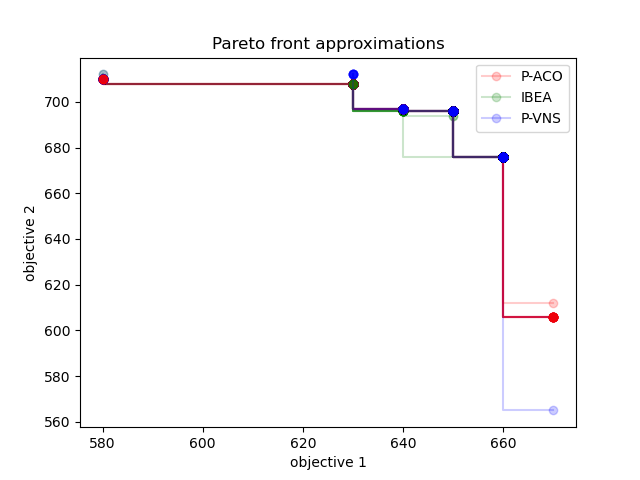 Pareto front approximations
P-ACO
IBEA
P-VNS
700
680
660
640
620
600
580
560
objective 2
580
600
620
640
660
objective 1